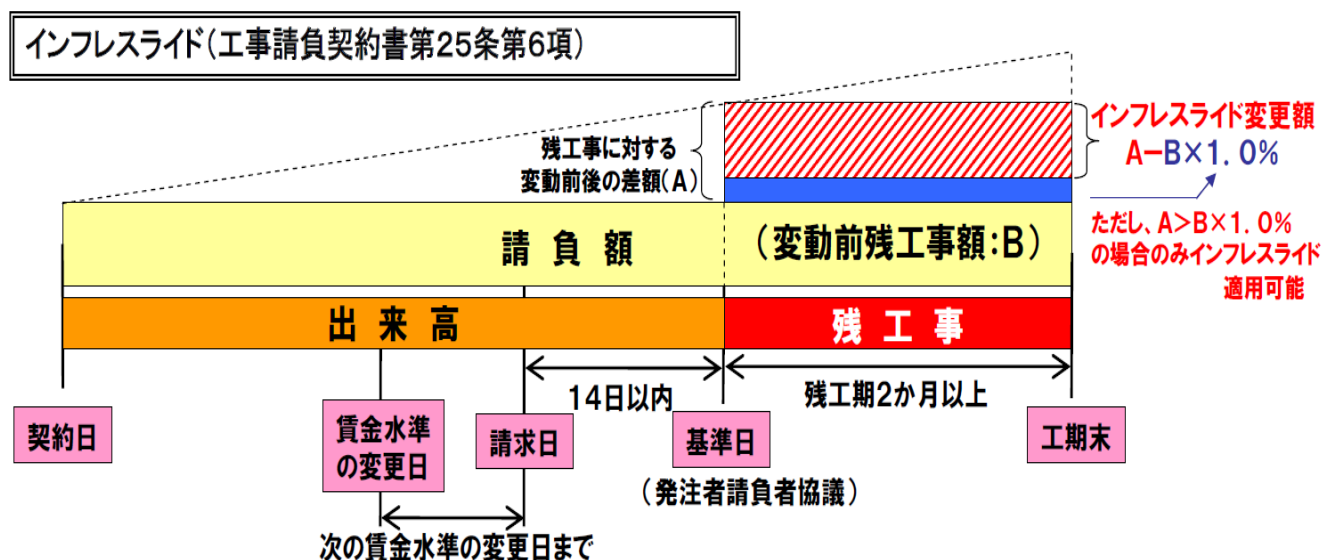 インフレスライド(工事請負契約書第25条第6項)
残工事に対する
変動前後の差額(A)
インフレスライド変更額
A-B×1.0%
ただし、A>B×1.0%
の場合のみインフレスライド
適用可能
請負額
(変動前残工事額:B)
出来高
残工事
14日以内
残工期2か月以上
契約日
賃金水準
の変更日
請求日
基準日
工期末
(発注者請負者協議)
次の賃金水準の変更日まで